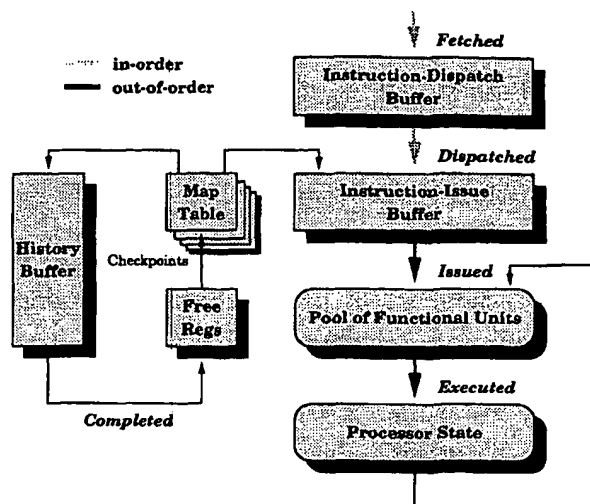 Fetched
in-order
out-of-order
Instruction-Dispatch
Buffer
Dispatched
Map
Table
Instruction-Issue
Buffer
History
Buffer
Checkpoints
Issued
Free
Regs
Pool of Functional Units
Executed
Completed
Processor State